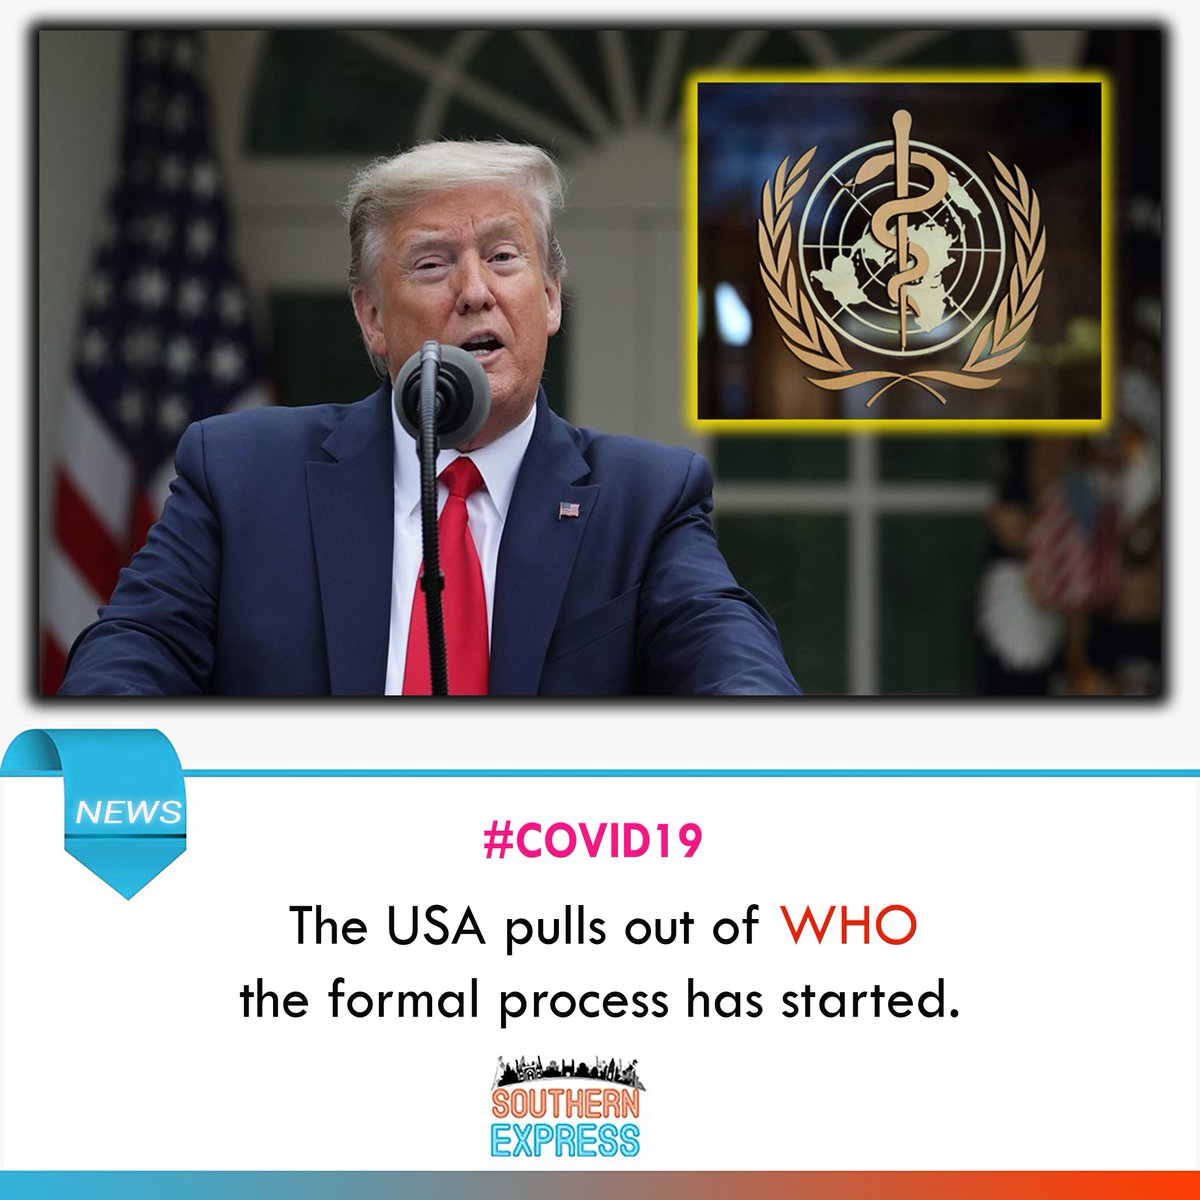 NEWS
#COVID19
The USA pulls out of WHO
the formal process has started.
SOUTHERN
EXPRESS